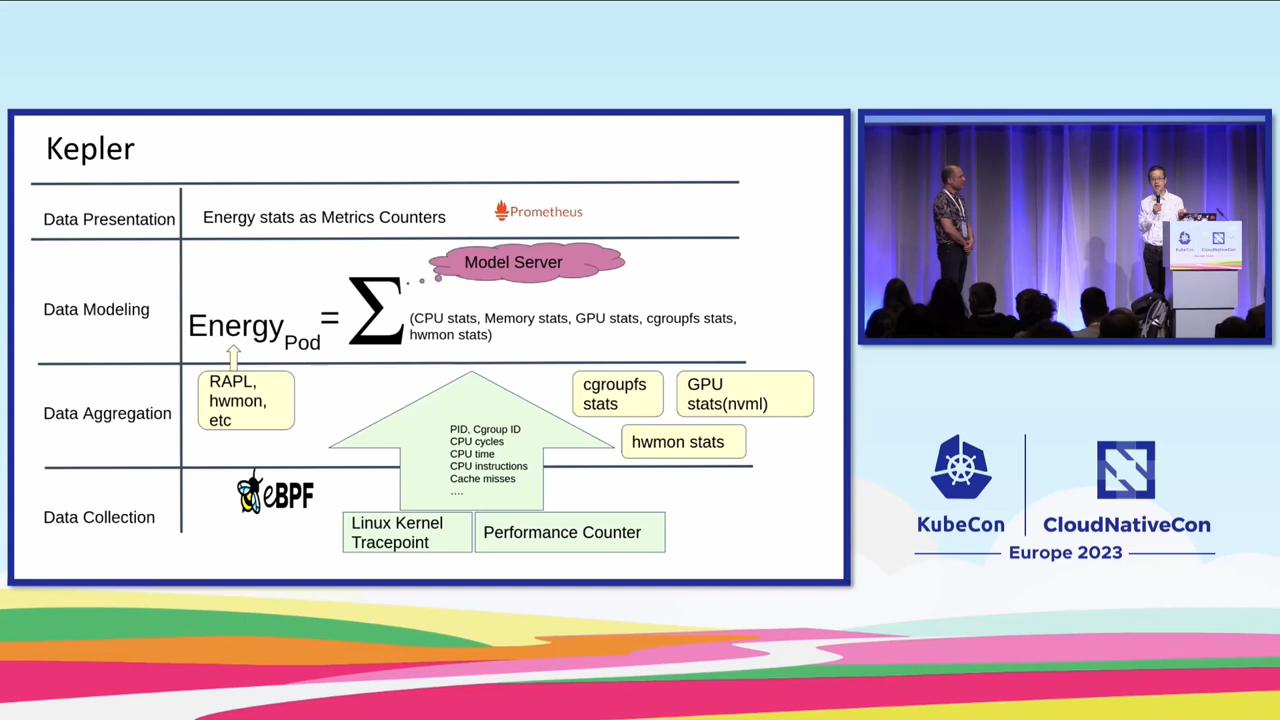 Kepler
Data Presentation
Energy stats as Metrics Counters
Prometheus
Model Server
Data Modeling
Energy Pod = Σ
(CPU stats, Memory stats, GPU stats, cgroupfs stats,
hwmon stats)
Data Aggregation
RAPL,
hwmon,
etc
PID, Cgroup ID
CPU cycles
CPU time
CPU instructions
Cache misses
....
cgroupfs
stats
GPU
stats(nvml)
hwmon stats
Data Collection
eBPF
Linux Kernel
Tracepoint
Performance Counter
KubeCon
CloudNativeCon
Europe 2023